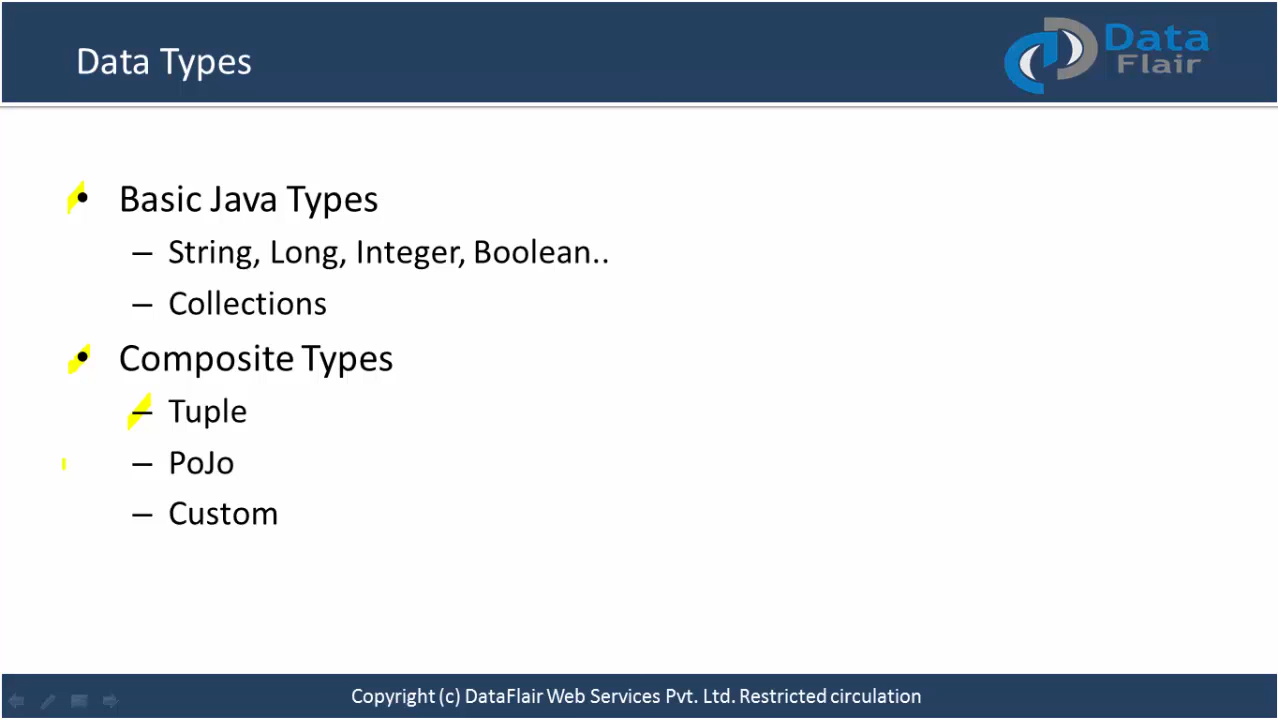 Data Types
Data
Flair
• Basic Java Types
– String, Long, Integer, Boolean..
– Collections
• Composite Types
– Tuple
– PoJo
– Custom
Copyright (c) DataFlair Web Services Pvt. Ltd. Restricted circulation